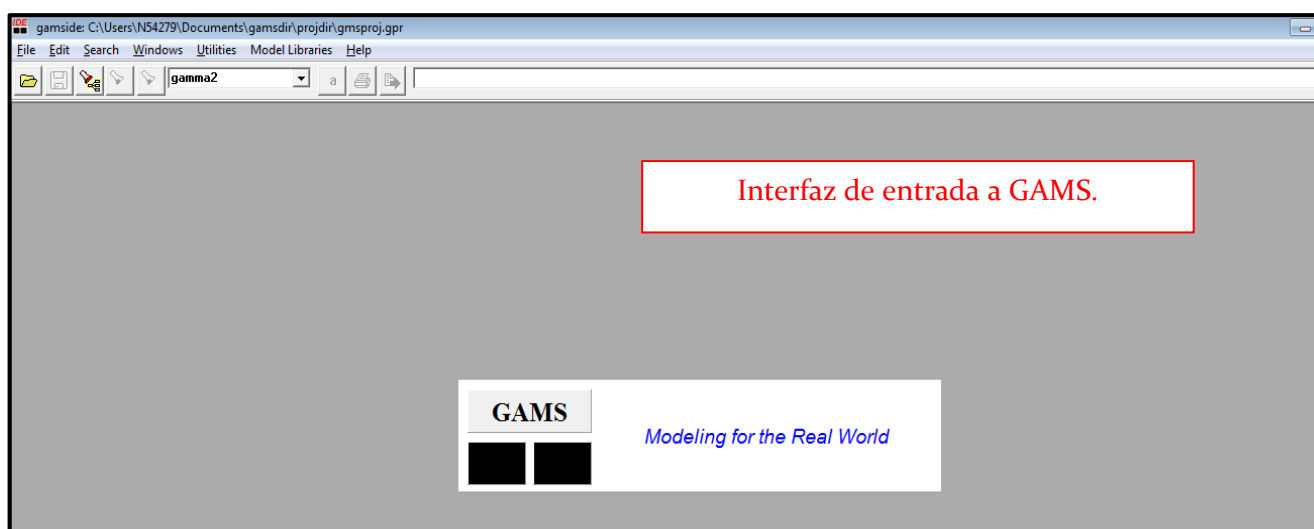 IDE
gamside: C:\Users\N54279\Documents\gamsdir\projdir\gmsproj.gpr
File Edit Search Windows Utilities Model Libraries Help
gamma2 a
Interfaz de entrada a GAMS.
GAMS
Modeling for the Real World